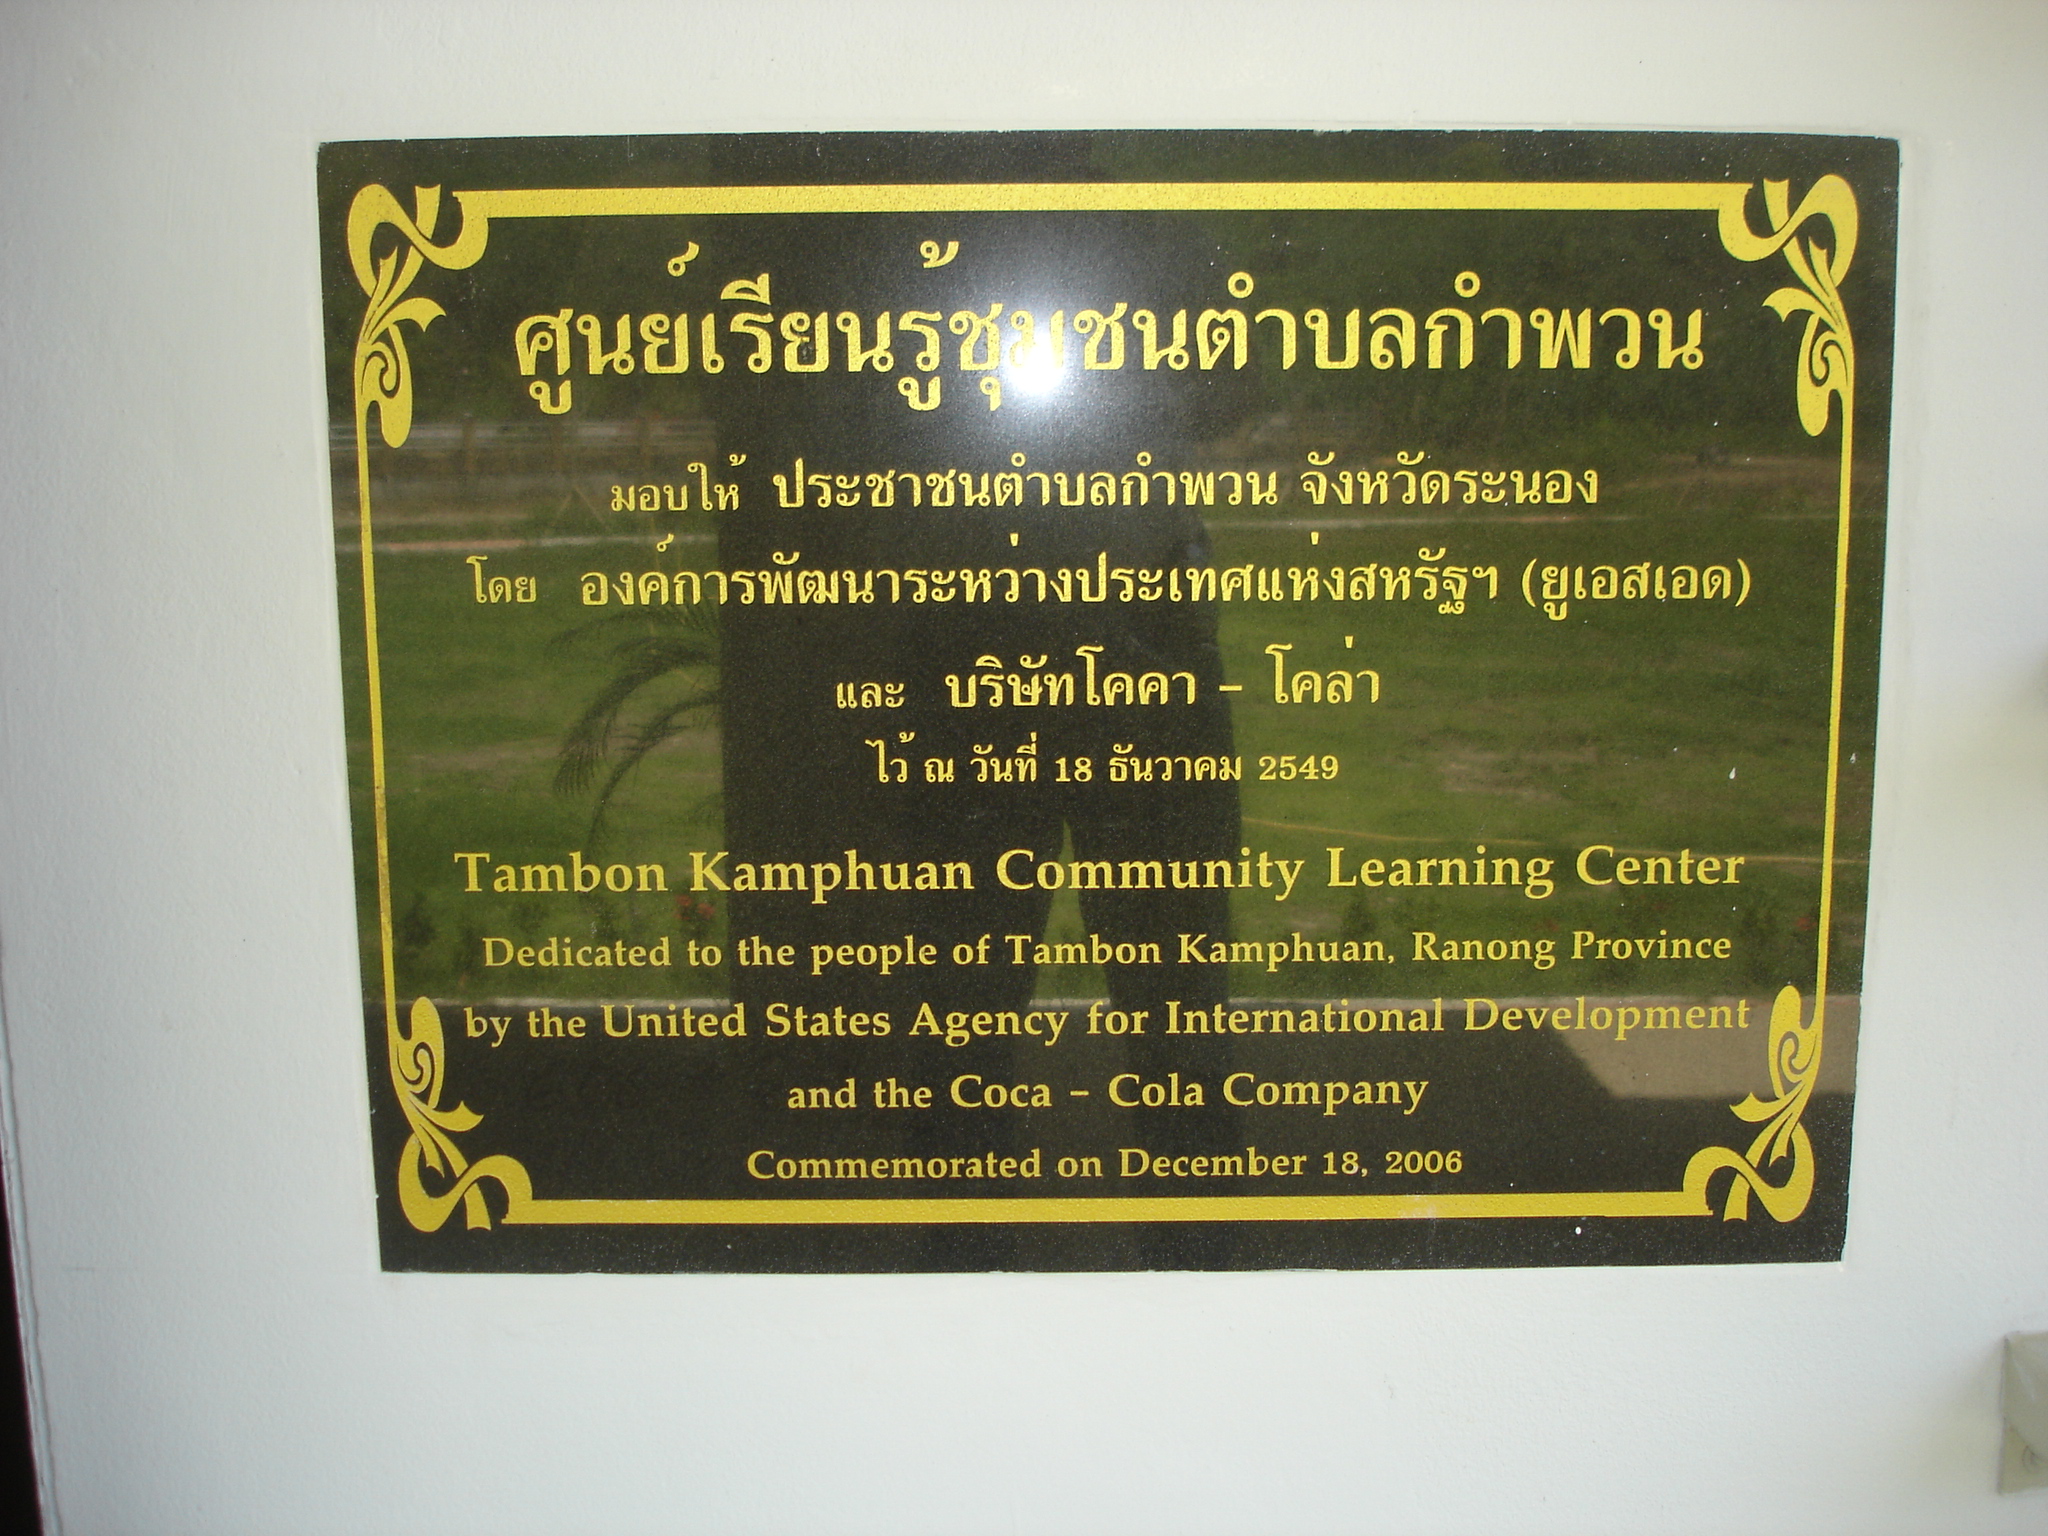 ศูนย์เรียนรู้ชุมชนตำบลกำพวน
มอบให้ ประชาชนตำบลกำพวน จังหวัดระนอง
โดย องค์การพัฒนาระหว่างประเทศแห่งสหรัฐฯ (ยูเอสเอด)
และ บริษัทโคคา - โคล่า
ไว้ ณ วันที่ 18 ธันวาคม 2549
Tambon Kamphuan Community Learning Center
Dedicated to the people of Tambon Kamphuan, Ranong Province
by the United States Agency for International Development
and the Coca - Cola Company
Commemorated on December 18, 2006